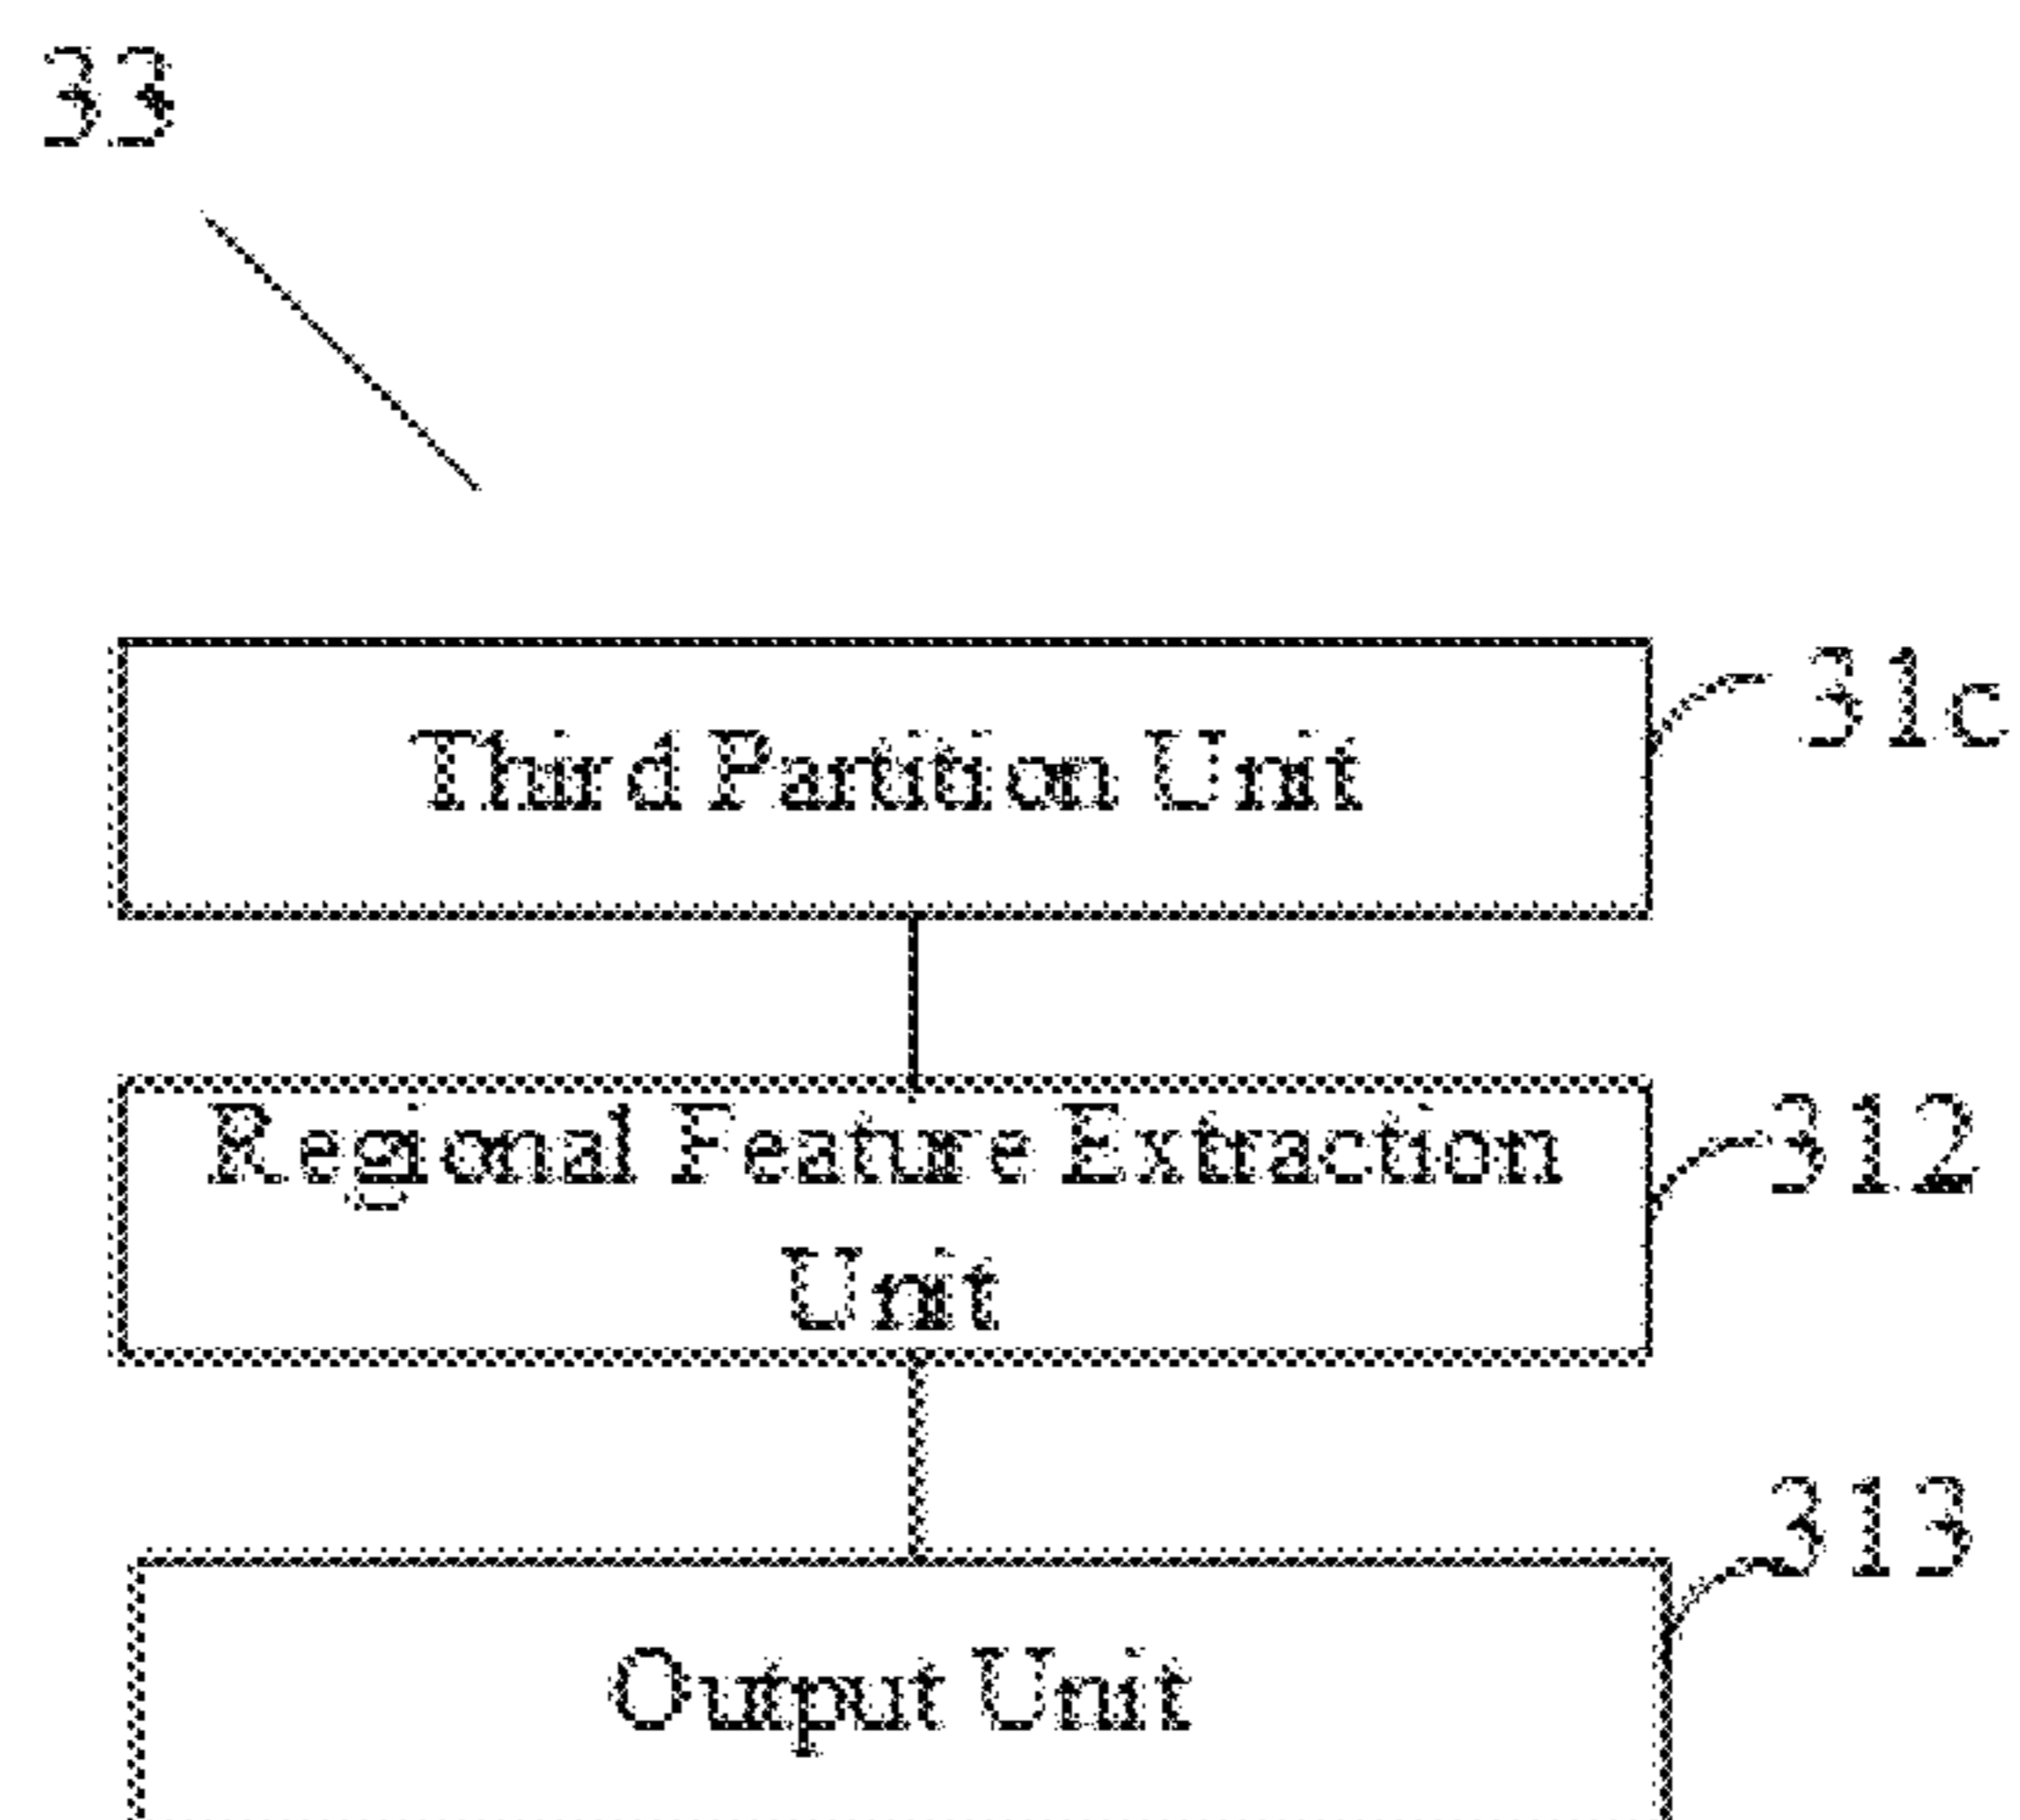 33
Third Partition Unit
31c
Regional Feature Extraction
Unit
312
Output Unit
313